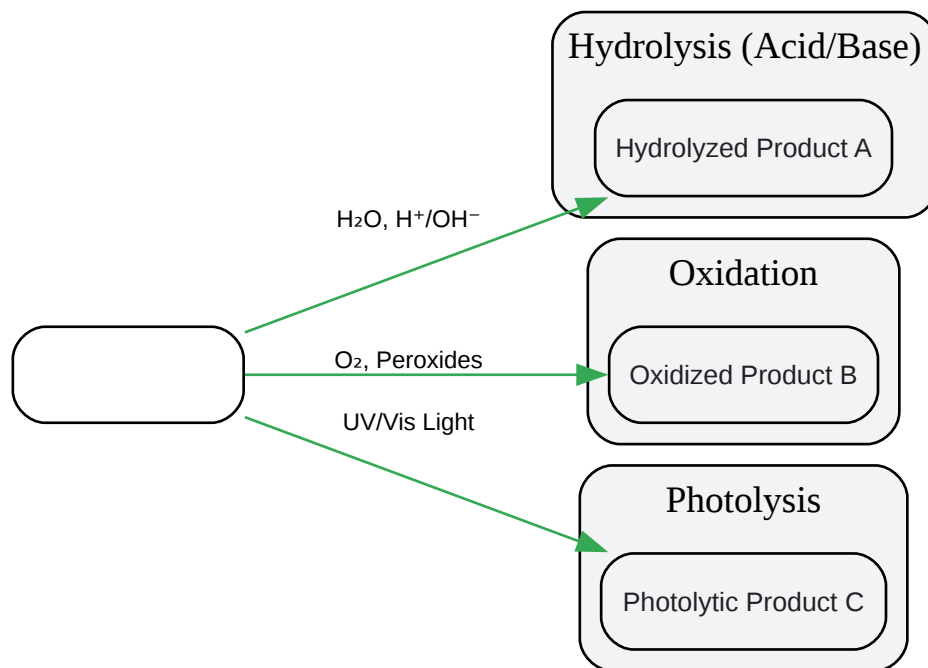 Hydrolysis (Acid/Base)
Hydrolyzed Product A
H₂O, H⁺/OH⁻
Oxidation
O₂, Peroxides
Oxidized Product B
UV/Vis Light
Photolysis
Photolytic Product C